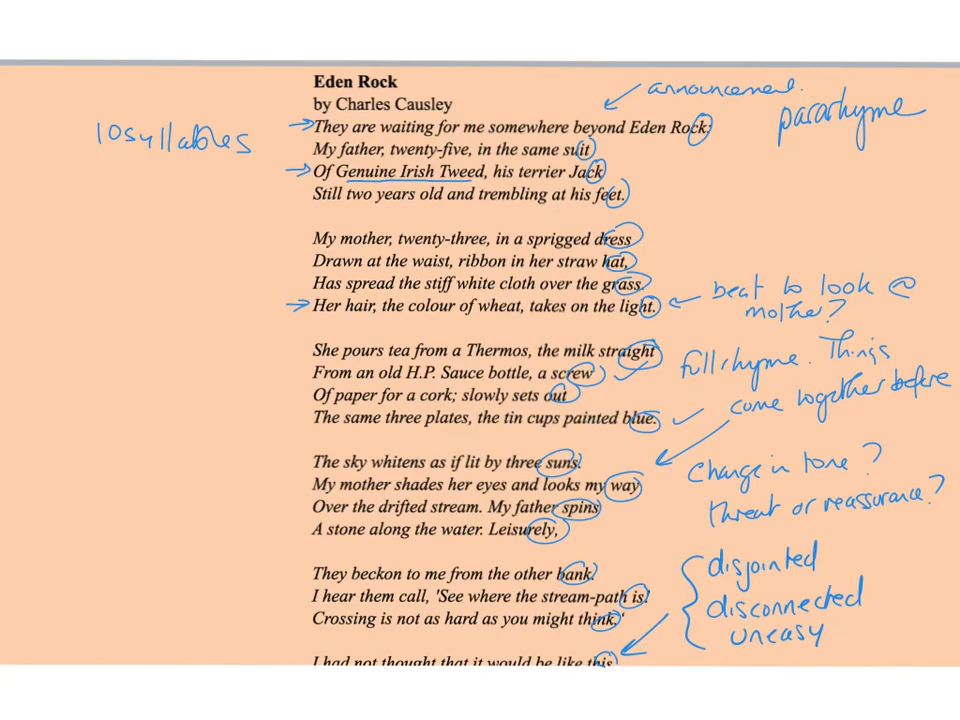 Eden Rock
by Charles Causley
announcement.
pararhyme
10 syllables
They are waiting for me somewhere beyond Eden Rock:
My father, twenty-five, in the same suit
Of Genuine Irish Tweed, his terrier Jack
Still two years old and trembling at his feet.
My mother, twenty-three, in a sprigged dress
Drawn at the waist, ribbon in her straw hat,
Has spread the stiff white cloth over the grass.
Her hair, the colour of wheat, takes on the light.
beat to look @
mother?
She pours tea from a Thermos, the milk straight
From an old H.P. Sauce bottle, a screw
Of paper for a cork; slowly sets out
The same three plates, the tin cups painted blue.
full rhyme. Things
come together before
The sky whitens as if lit by three suns.
My mother shades her eyes and looks my way
Over the drifted stream. My father spins
A stone along the water. Leisurely,
Change in tone?
threat or reassurance?
They beckon to me from the other bank.
I hear them call, 'See where the stream-path is!
Crossing is not as hard as you might think.'
disjointed
disconnected
uneasy
I had not thought that it would be like this